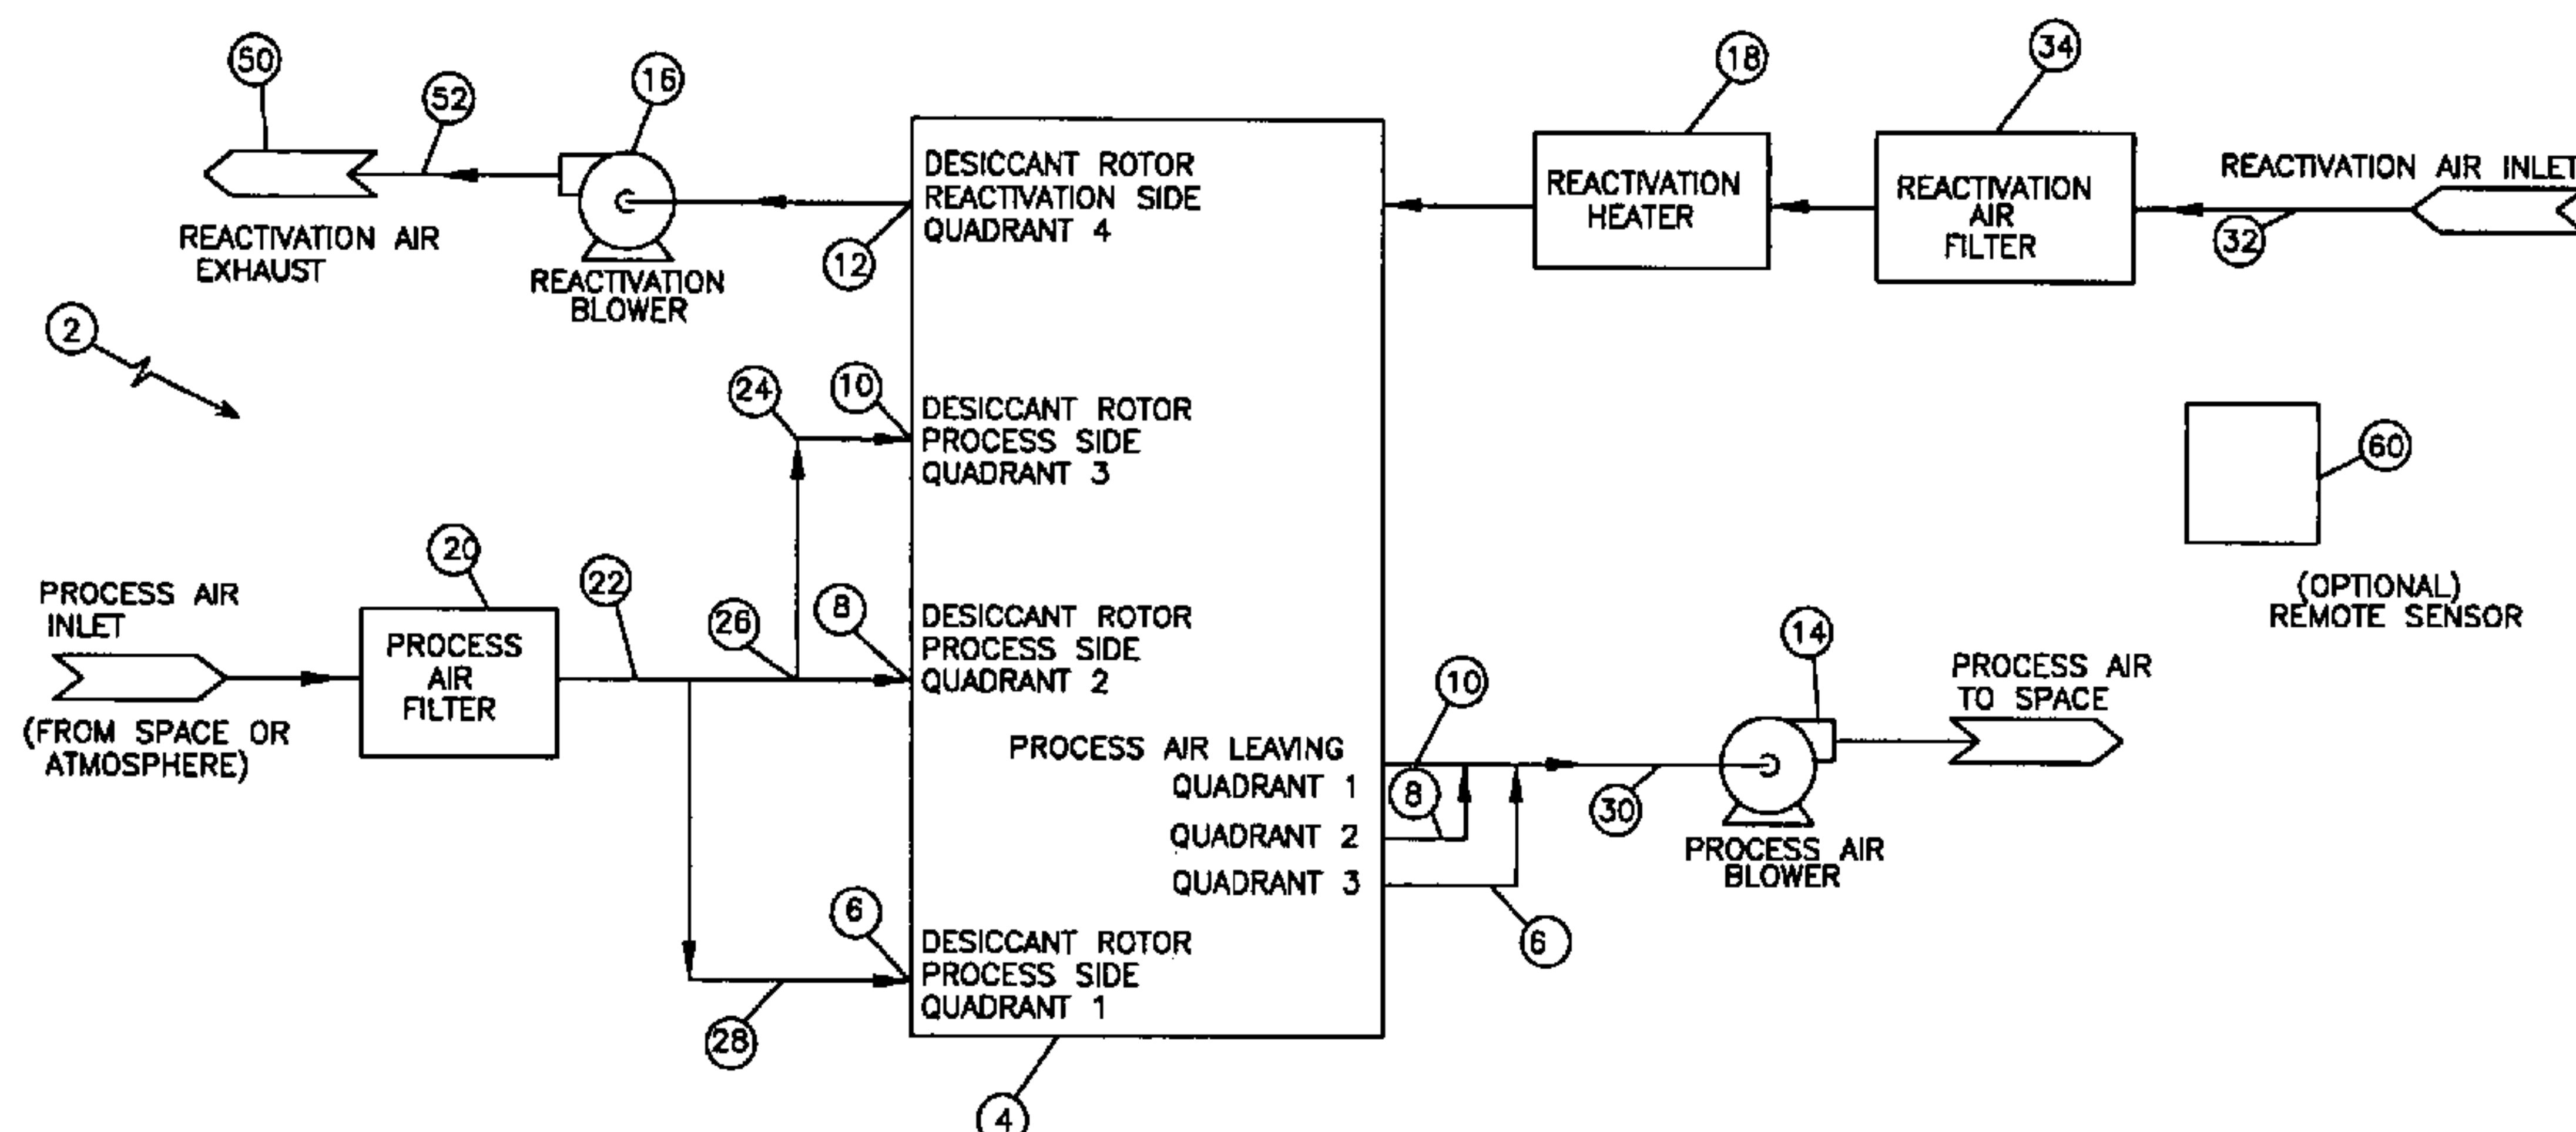 50
52
16
18
34
DESICCANT ROTOR
REACTIVATION SIDE
QUADRANT 4
REACTIVATION
HEATER
REACTIVATION
AIR
FILTER
REACTIVATION AIR INLET
32
REACTIVATION AIR
EXHAUST
REACTIVATION
BLOWER
12
2
24
10
DESICCANT ROTOR
PROCESS SIDE
QUADRANT 3
60
(OPTIONAL)
REMOTE SENSOR
PROCESS AIR
INLET
20
22
26
8
PROCESS
AIR
FILTER
(FROM SPACE OR
ATMOSPHERE)
DESICCANT ROTOR
PROCESS SIDE
QUADRANT 2
10
14
PROCESS AIR
TO SPACE
PROCESS AIR LEAVING
QUADRANT 1
QUADRANT 2
QUADRANT 3
8
30
PROCESS AIR
BLOWER
6
6
DESICCANT ROTOR
PROCESS SIDE
QUADRANT 1
28
4